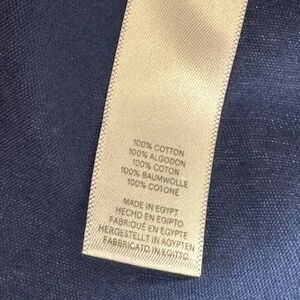 100% COTTON
100% ALGODON
100% COTON
100% BAUMWOLLE
100% COTONE
MADE IN EGYPT
HECHO EN EGIPTO
FABRIQUÉ EN EGYPTE
HERGESTELLT IN ÄGYPTEN
FABBRICATO IN EGITTO